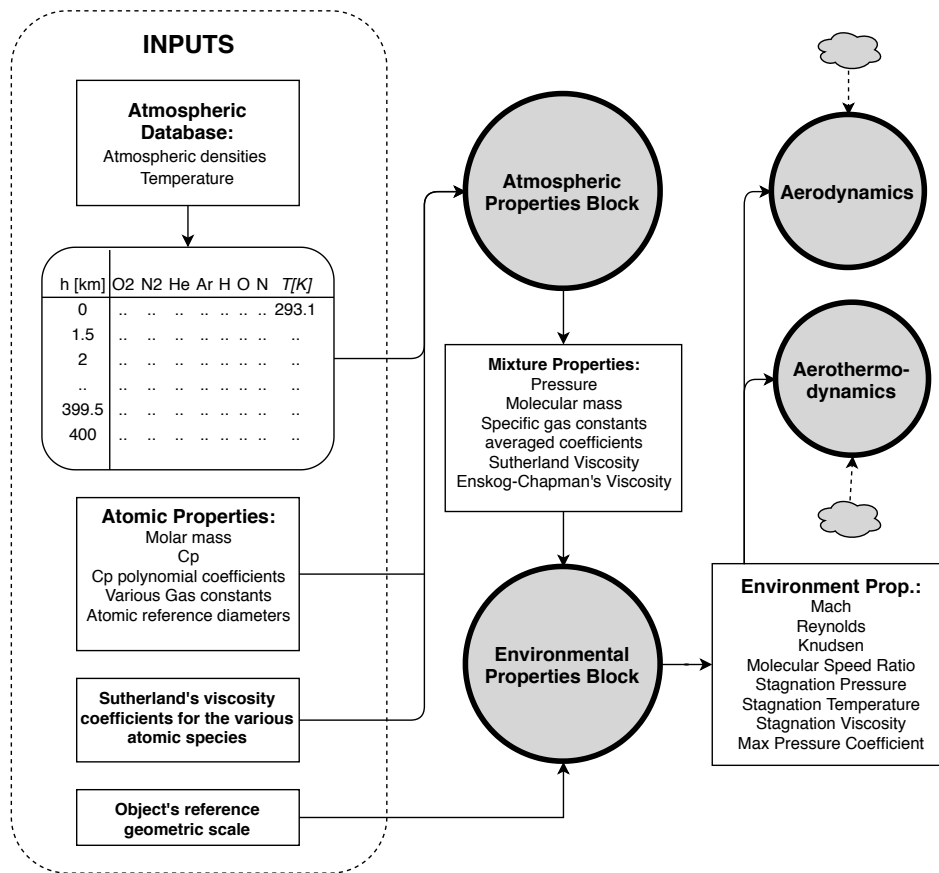 INPUTS
Atmospheric
Database:
Atmospheric densities
Temperature
h [km] O2 N2 He Ar H O N T[K]
0 .. .. .. .. .. .. .. 293.1
1.5 .. .. .. .. .. .. .. ..
2 .. .. .. .. .. .. .. ..
.. .. .. .. .. .. .. .. ..
399.5 .. .. .. .. .. .. .. ..
400 .. .. .. .. .. .. .. ..
Atomic Properties:
Molar mass
Cp
Cp polynomial coefficients
Various Gas constants
Atomic reference diameters
Sutherland's viscosity
coefficients for the various
atomic species
Object's reference
geometric scale
Atmospheric
Properties Block
Mixture Properties:
Pressure
Molecular mass
Specific gas constants
averaged coefficients
Sutherland Viscosity
Enskog-Chapman's Viscosity
Environmental
Properties Block
Aerodynamics
Aerothermo-
dynamics
Environment Prop.:
Mach
Reynolds
Knudsen
Molecular Speed Ratio
Stagnation Pressure
Stagnation Temperature
Stagnation Viscosity
Max Pressure Coefficient